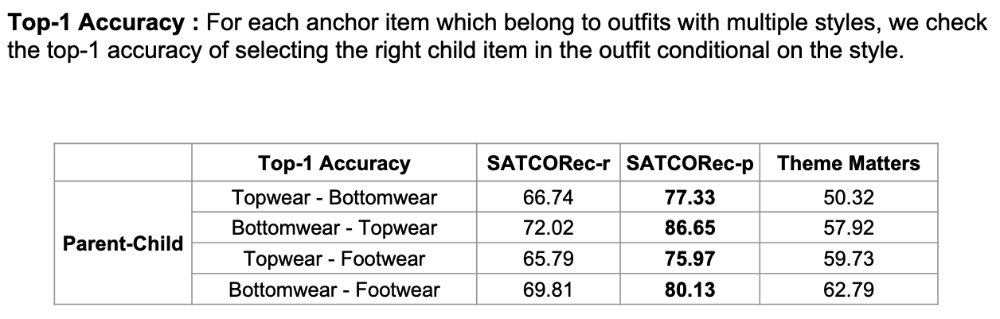 Top-1 Accuracy : For each anchor item which belong to outfits with multiple styles, we check
the top-1 accuracy of selecting the right child item in the outfit conditional on the style.
Top-1 Accuracy SATCORec-r SATCORec-p Theme Matters
Parent-Child
Topwear - Bottomwear 66.74 77.33 50.32
Bottomwear - Topwear 72.02 86.65 57.92
Topwear - Footwear 65.79 75.97 59.73
Bottomwear - Footwear 69.81 80.13 62.79